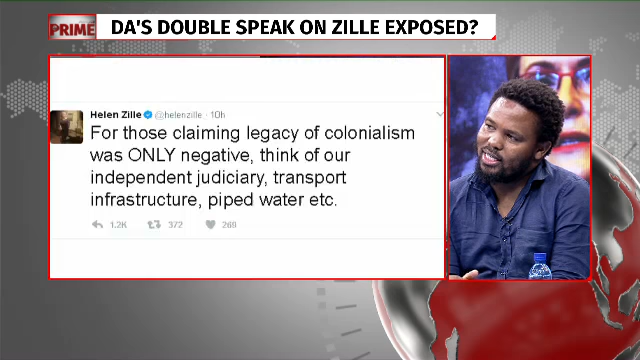 PRIME
DA'S DOUBLE SPEAK ON ZILLE EXPOSED?
Helen Zille @helenzille · 10h
For those claiming legacy of colonialism
was ONLY negative, think of our
independent judiciary, transport
infrastructure, piped water etc.
1.2K 372 269